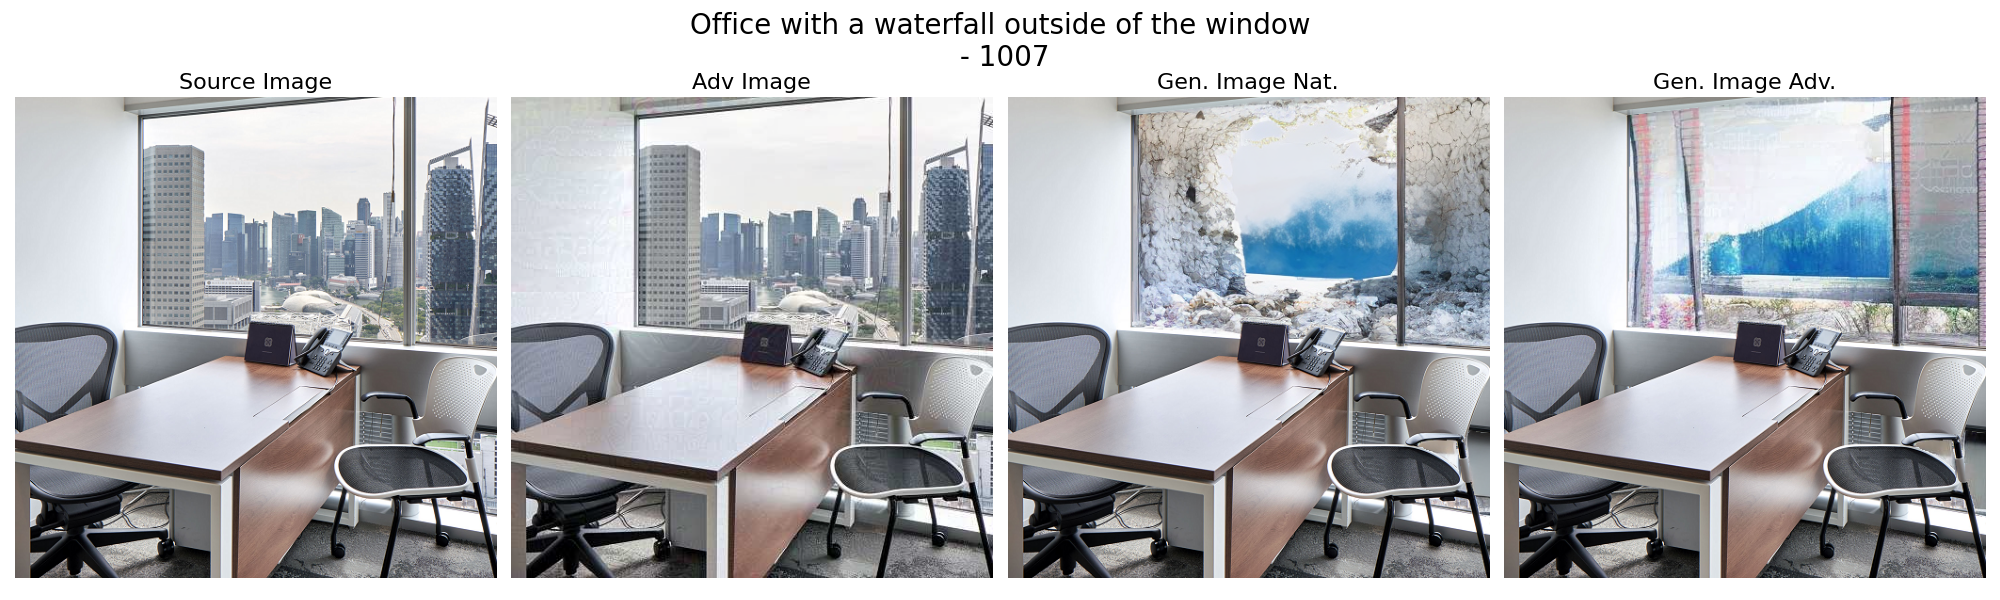 Office with a waterfall outside of the window
- 1007
Source Image
Adv Image
Gen. Image Nat.
Gen. Image Adv.